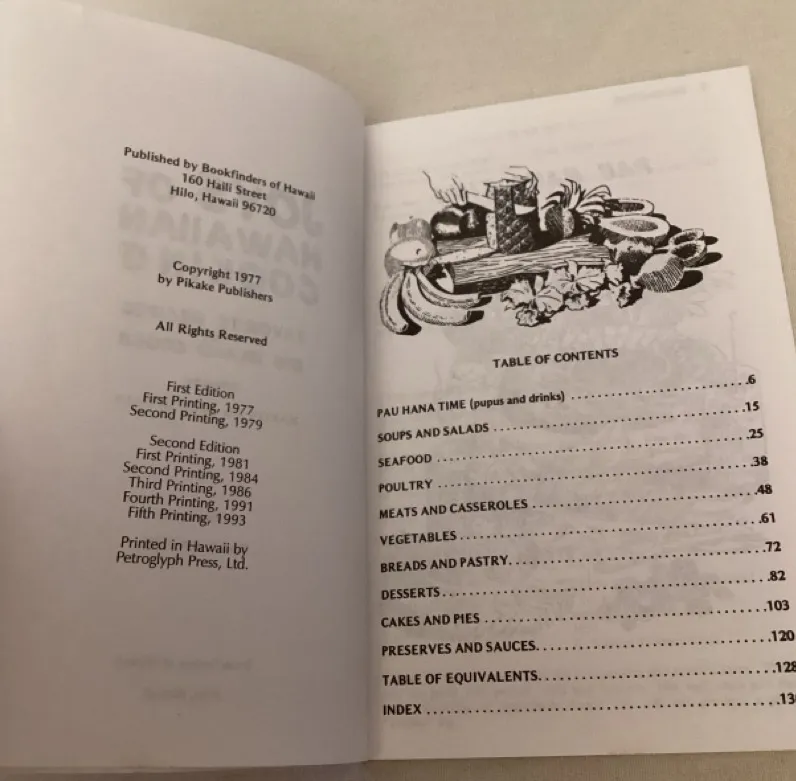 Published by Bookfinders of Hawaii
160 Haili Street
Hilo, Hawaii 96720
Copyright 1977
by Pikake Publishers
All Rights Reserved
First Edition
First Printing, 1977
Second Printing, 1979
Second Edition
First Printing, 1981
Second Printing, 1984
Third Printing, 1986
Fourth Printing, 1991
Fifth Printing, 1993
Printed in Hawaii by
Petroglyph Press, Ltd.
TABLE OF CONTENTS
PAU HANA TIME (pupus and drinks) ........................6
SOUPS AND SALADS ........................15
SEAFOOD ........................25
POULTRY ........................38
MEATS AND CASSEROLES ........................48
VEGETABLES ........................61
BREADS AND PASTRY........................72
DESSERTS........................82
CAKES AND PIES ........................103
PRESERVES AND SAUCES........................120
TABLE OF EQUIVALENTS........................128
INDEX ........................